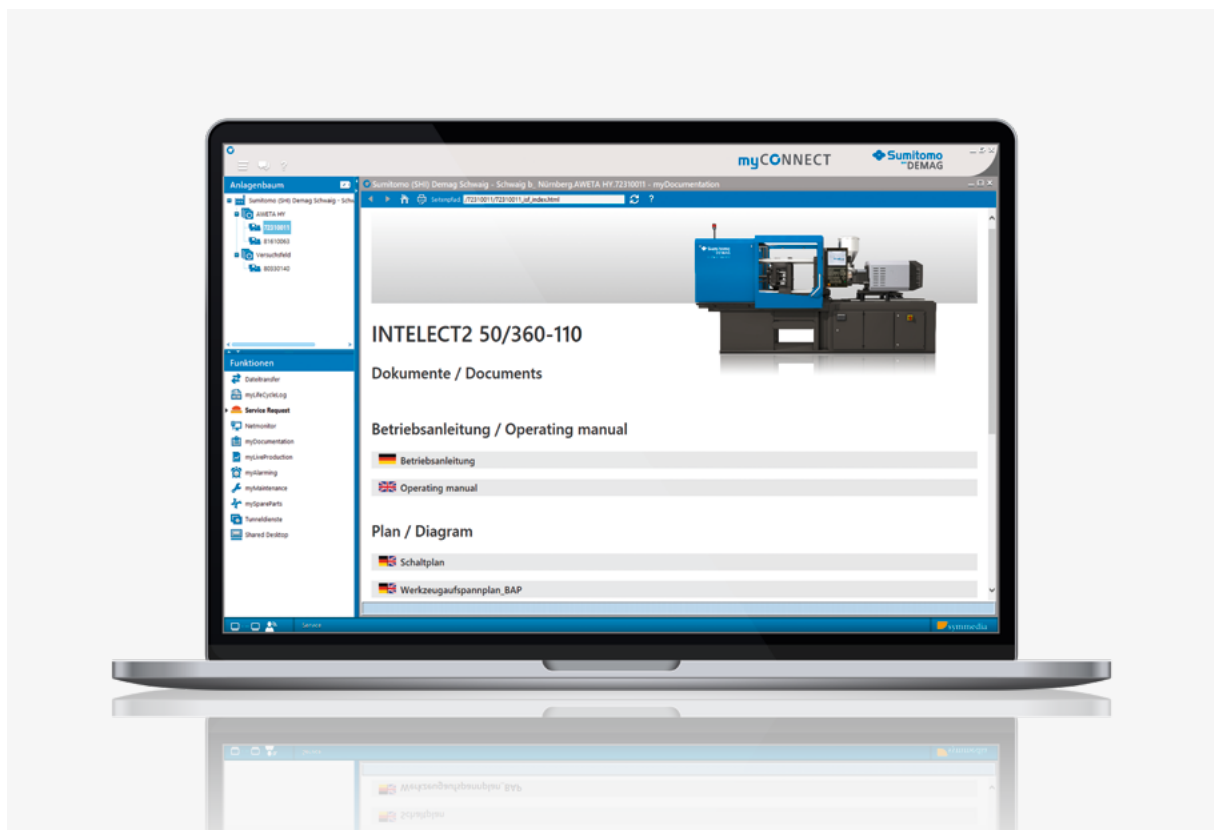 myCONNECT
Sumitomo
DEMAG
Anlagenbaum
Sumitomo (SHI) Demag Schwaig - Schw
AWETA HY
72310011
81610063
Versuchsfeld
80330140
Funktionen
Dateitransfer
myLifeCycleLog
Service Request
Netmonitor
myDocumentation
myLiveProduction
myAlarming
myMaintenance
mySpareParts
Tunneldienste
Shared Desktop
Sumitomo (SHI) Demag Schwaig - Schwaig b. Nürnberg.AWETA HY.72310011 - myDocumentation
Seitenpfad /72310011/72310011_isf_index.html
?
INTELECT2 50/360-110
Dokumente / Documents
Betriebsanleitung / Operating manual
Betriebsanleitung
Operating manual
Plan / Diagram
Schaltplan
Werkzeugaufspannplan_BAP
Service
symmedia